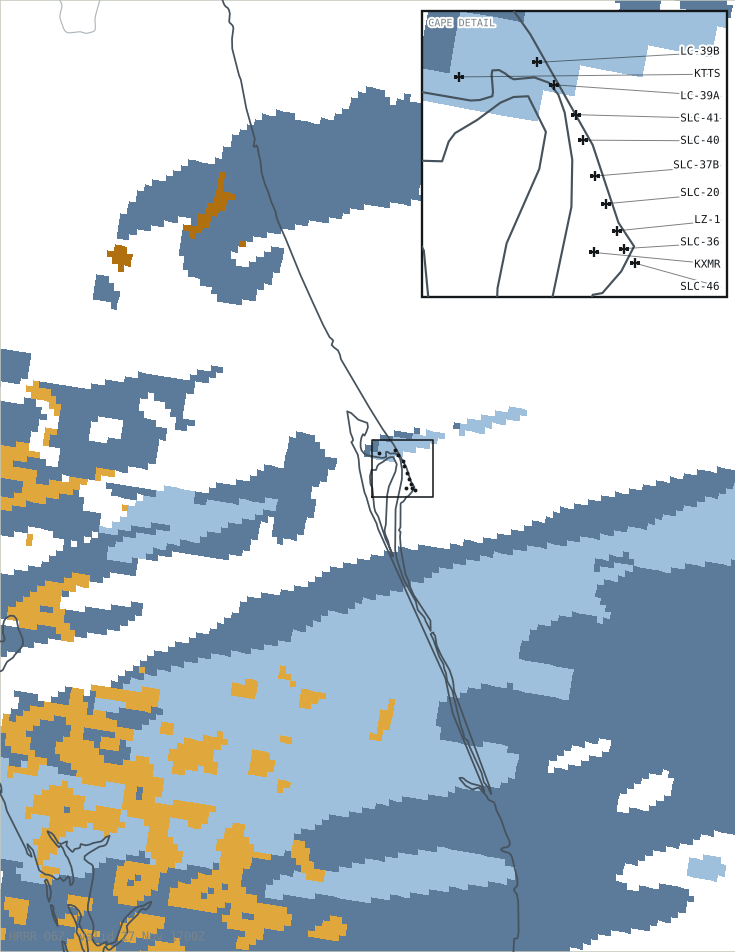 CAPE DETAIL
LC-39B
KTTS
LC-39A
SLC-41
SLC-40
SLC-37B
SLC-20
LZ-1
SLC-36
KXMR
SLC-46